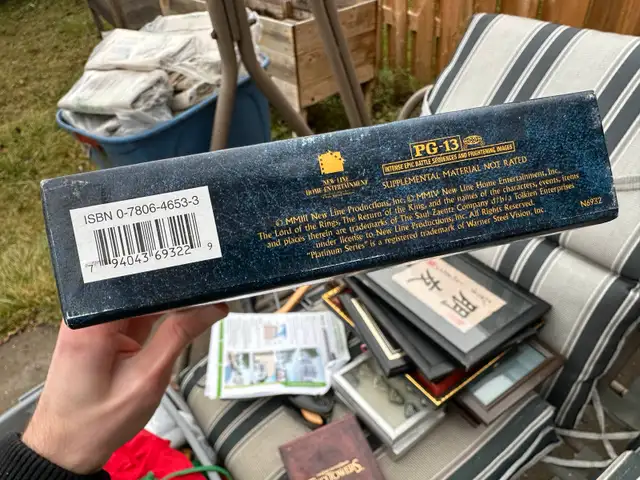 ISBN 0-7806-4653-3
7 94043 69322 9
NEW LINE
HOME ENTERTAINMENT
PG-13
INTENSE EPIC BATTLE SEQUENCES AND FRIGHTENING IMAGES
SUPPLEMENTAL MATERIAL NOT RATED
© MMIII New Line Productions, Inc. © MMIV New Line Home Entertainment, Inc.
The Lord of the Rings, The Return of the King, and the names of the characters, events, items
and places therein are trademarks of The Saul Zaentz Company d/b/a Tolkien Enterprises
under license to New Line Productions, Inc. All Rights Reserved.
"Platinum Series" is a registered trademark of Warner Steel Vision, Inc.
N6932
朋友